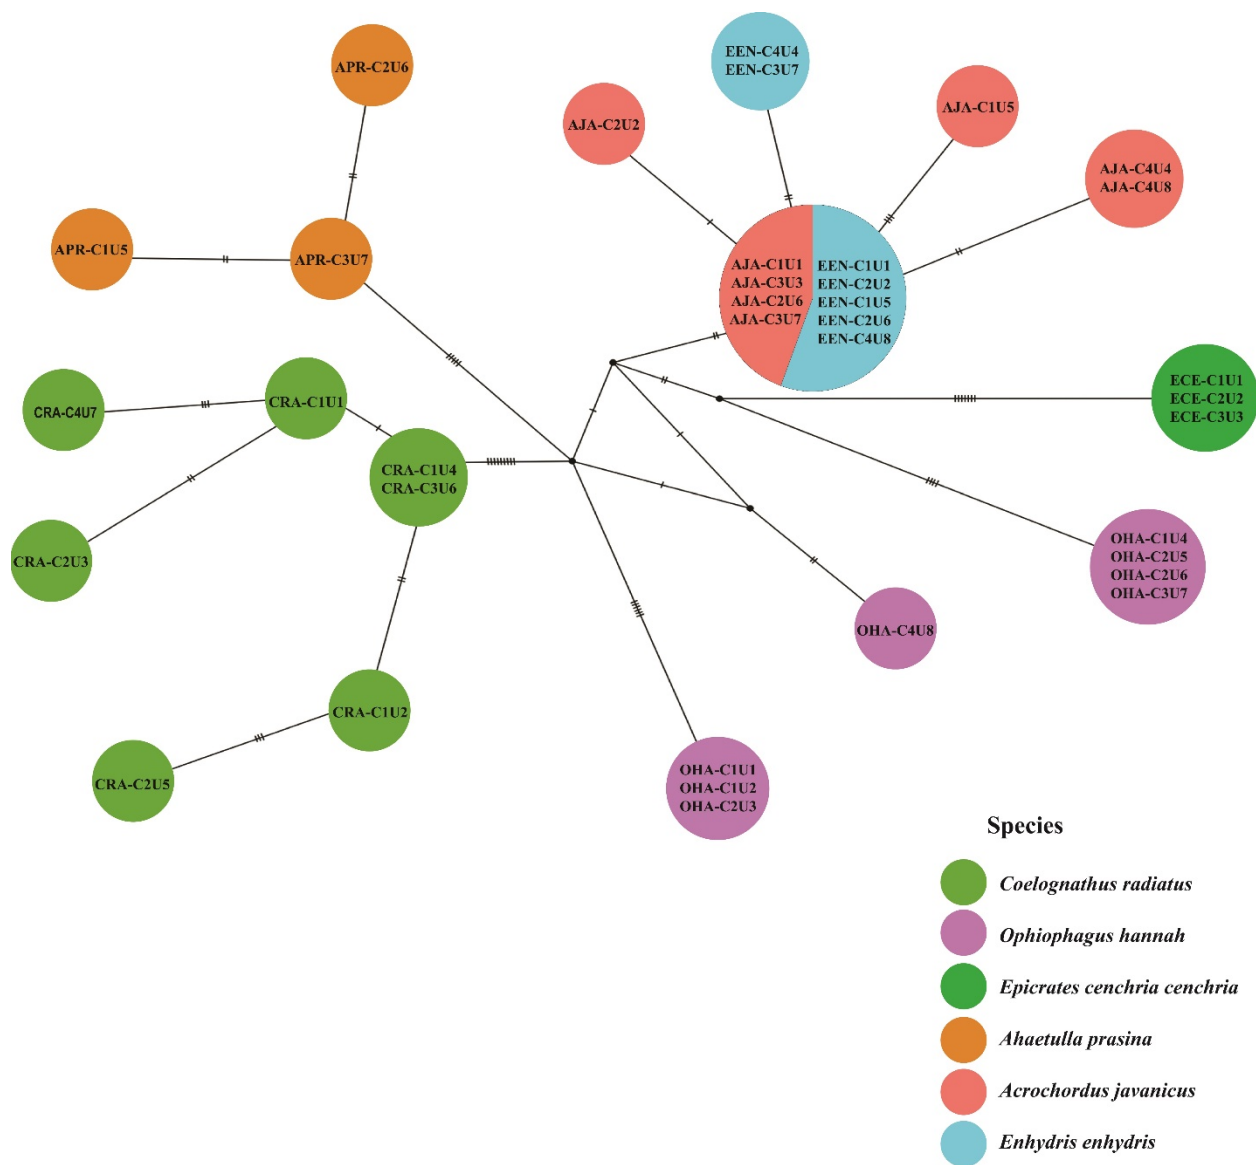 APR-C2U6
EEN-C4U4
EEN-C3U7
AJA-C2U2
AJA-C1U5
AJA-C4U4
AJA-C4U8
APR-C1U5
APR-C3U7
AJA-C1U1
AJA-C3U3
AJA-C2U6
AJA-C3U7
EEN-C1U1
EEN-C2U2
EEN-C1U5
EEN-C2U6
EEN-C4U8
ECE-C1U1
ECE-C2U2
ECE-C3U3
CRA-C4U7
CRA-C1U1
CRA-C1U4
CRA-C3U6
CRA-C2U3
OHA-C1U4
OHA-C2U5
OHA-C2U6
OHA-C3U7
OHA-C4U8
CRA-C1U2
CRA-C2U5
OHA-C1U1
OHA-C1U2
OHA-C2U3
Species
Coelognathus radiatus
Ophiophagus hannah
Epicrates cenchria cenchria
Ahaetulla prasina
Acrochordus javanicus
Enhydris enhydris